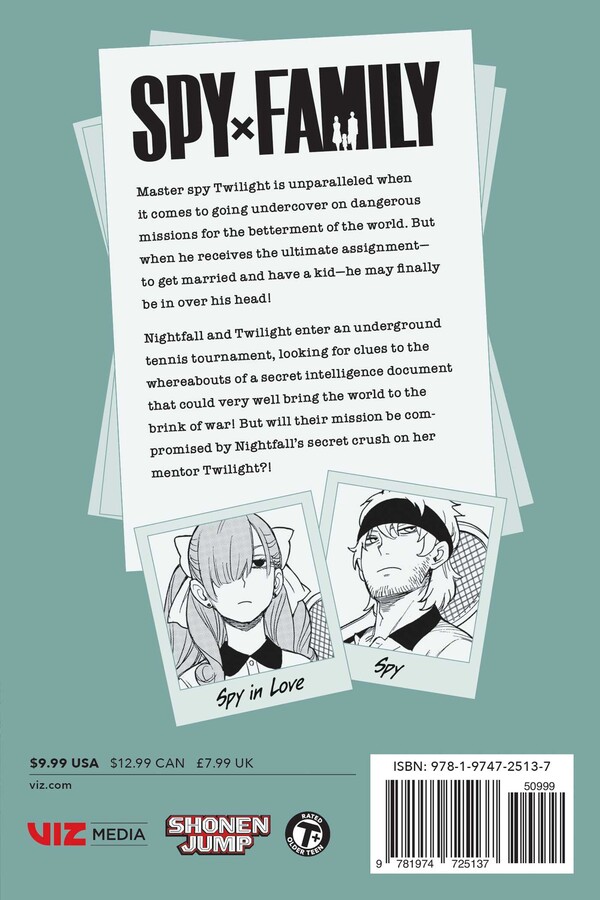 SPY×FAMILY
Master spy Twilight is unparalleled when
it comes to going undercover on dangerous
missions for the betterment of the world. But
when he receives the ultimate assignment—
to get married and have a kid—he may finally
be in over his head!
Nightfall and Twilight enter an underground
tennis tournament, looking for clues to the
whereabouts of a secret intelligence document
that could very well bring the world to the
brink of war! But will their mission be com-
promised by Nightfall's secret crush on her
mentor Twilight?!
Spy in Love
Spy
$9.99 USA $12.99 CAN £7.99 UK
viz.com
VIZ MEDIA
SHONEN
JUMP
RATED
T+
OLDER TEEN
ISBN: 978-1-9747-2513-7
50999
9 781974 725137